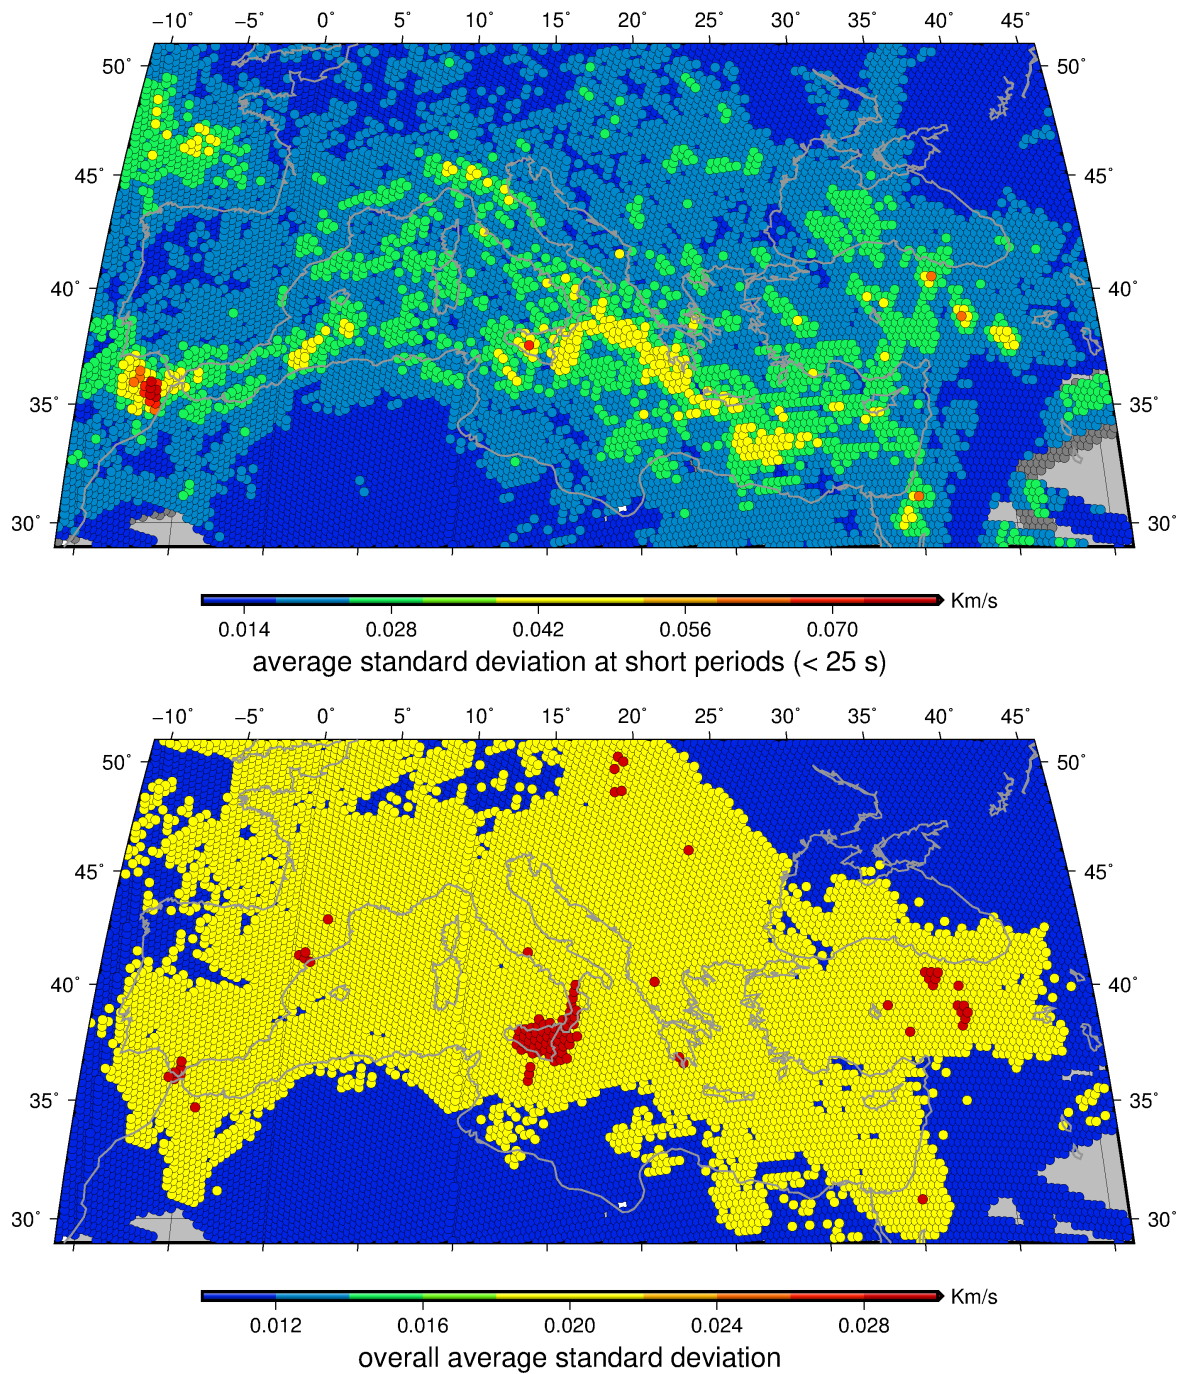 −10° −5° 0° 5° 10° 15° 20° 25° 30° 35° 40° 45°
50° 50°
45° 45°
40° 40°
35° 35°
30° 30°
Km/s
0.014 0.028 0.042 0.056 0.070
average standard deviation at short periods (< 25 s)
−10° −5° 0° 5° 10° 15° 20° 25° 30° 35° 40° 45°
50° 50°
45° 45°
40° 40°
35° 35°
30° 30°
Km/s
0.012 0.016 0.020 0.024 0.028
overall average standard deviation